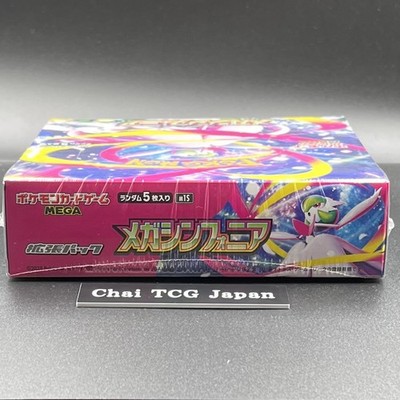 ポケモンカードゲーム
MEGA
ランダム5枚入り
m1S
拡張パック
メガシンフォニア
Chai TCG Japan